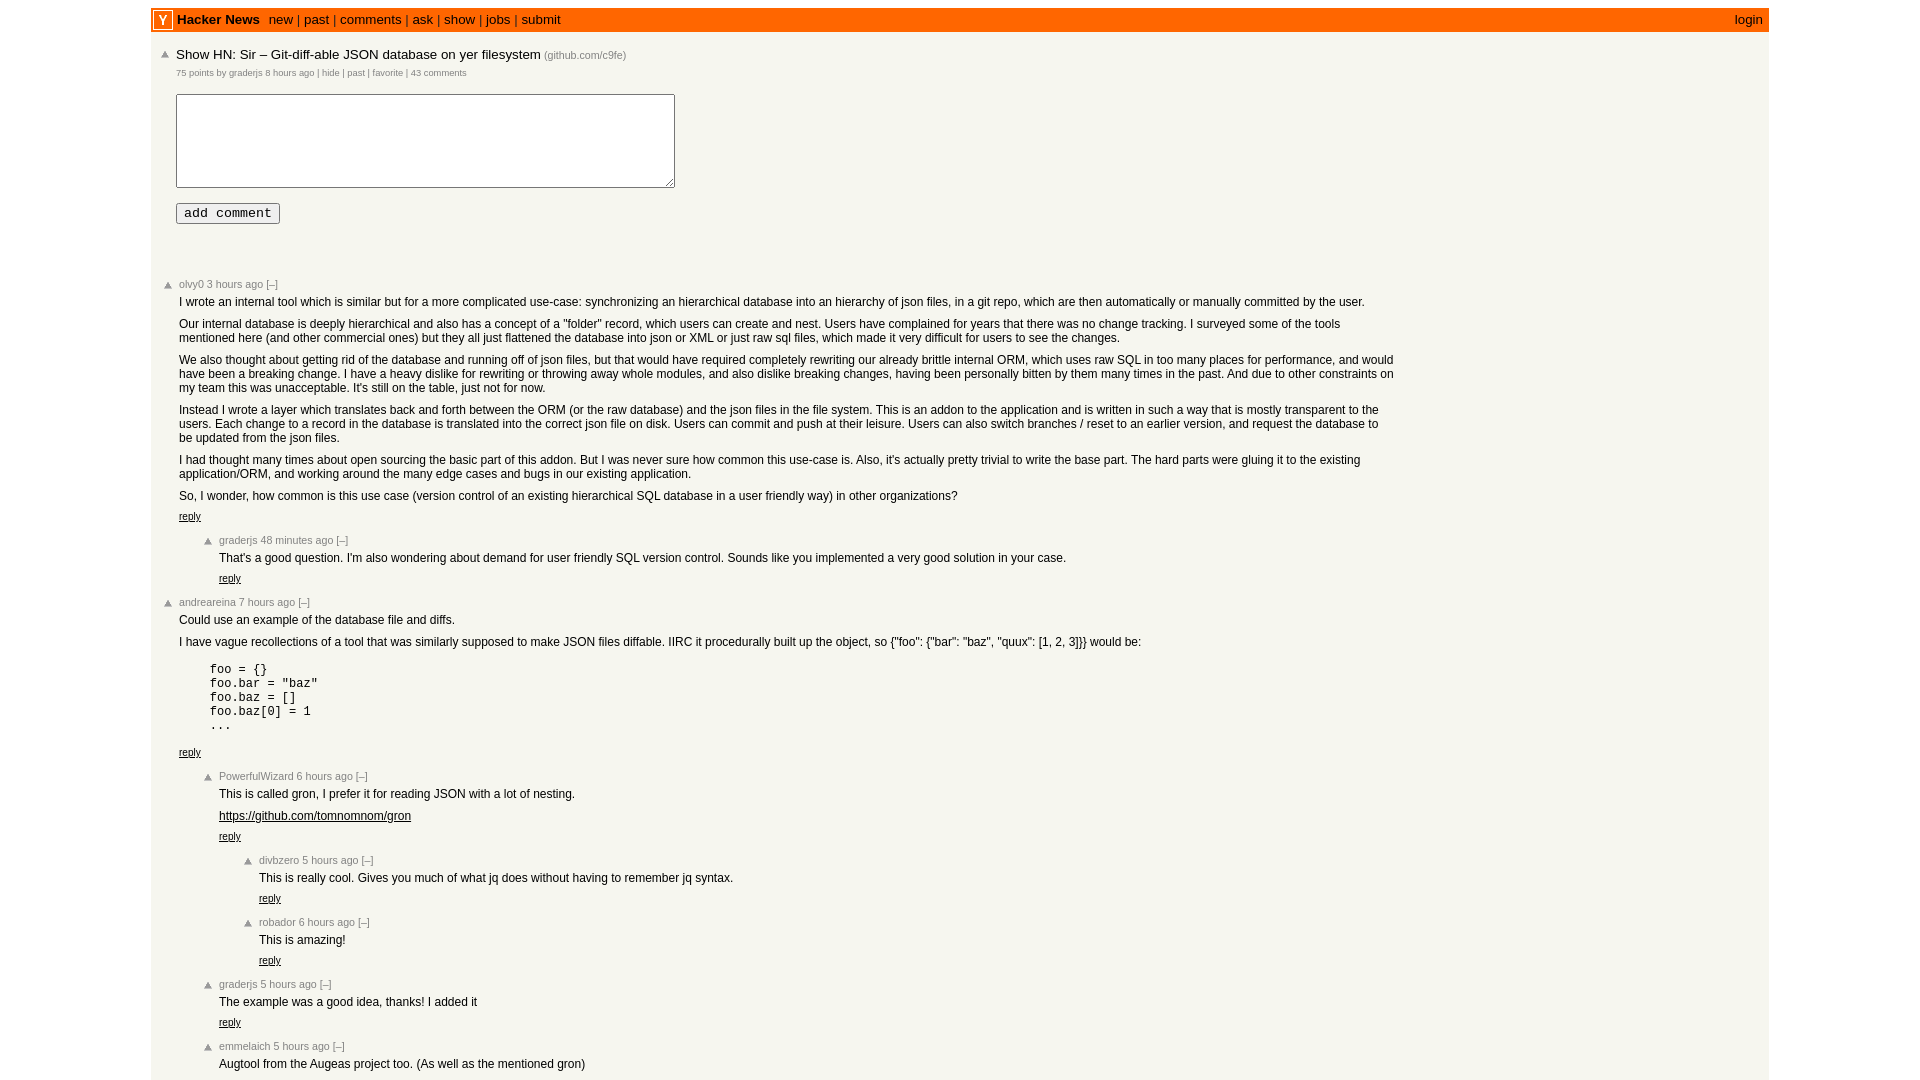 Y Hacker News new | past | comments | ask | show | jobs | submit login
Show HN: Sir – Git-diff-able JSON database on yer filesystem (github.com/c9fe)
75 points by graderjs 8 hours ago | hide | past | favorite | 43 comments
add comment
olvy0 3 hours ago [–]
I wrote an internal tool which is similar but for a more complicated use-case: synchronizing an hierarchical database into an hierarchy of json files, in a git repo, which are then automatically or manually committed by the user.
Our internal database is deeply hierarchical and also has a concept of a "folder" record, which users can create and nest. Users have complained for years that there was no change tracking. I surveyed some of the tools
mentioned here (and other commercial ones) but they all just flattened the database into json or XML or just raw sql files, which made it very difficult for users to see the changes.
We also thought about getting rid of the database and running off of json files, but that would have required completely rewriting our already brittle internal ORM, which uses raw SQL in too many places for performance, and would
have been a breaking change. I have a heavy dislike for rewriting or throwing away whole modules, and also dislike breaking changes, having been personally bitten by them many times in the past. And due to other constraints on
my team this was unacceptable. It's still on the table, just not for now.
Instead I wrote a layer which translates back and forth between the ORM (or the raw database) and the json files in the file system. This is an addon to the application and is written in such a way that is mostly transparent to the
users. Each change to a record in the database is translated into the correct json file on disk. Users can commit and push at their leisure. Users can also switch branches / reset to an earlier version, and request the database to
be updated from the json files.
I had thought many times about open sourcing the basic part of this addon. But I was never sure how common this use-case is. Also, it's actually pretty trivial to write the base part. The hard parts were gluing it to the existing
application/ORM, and working around the many edge cases and bugs in our existing application.
So, I wonder, how common is this use case (version control of an existing hierarchical SQL database in a user friendly way) in other organizations?
reply
graderjs 48 minutes ago [–]
That's a good question. I'm also wondering about demand for user friendly SQL version control. Sounds like you implemented a very good solution in your case.
reply
andreareina 7 hours ago [–]
Could use an example of the database file and diffs.
I have vague recollections of a tool that was similarly supposed to make JSON files diffable. IIRC it procedurally built up the object, so {"foo": {"bar": "baz", "quux": [1, 2, 3]}} would be:
foo = {}
foo.bar = "baz"
foo.baz = []
foo.baz[0] = 1
...
reply
PowerfulWizard 6 hours ago [–]
This is called gron, I prefer it for reading JSON with a lot of nesting.
https://github.com/tomnomnom/gron
reply
divbzero 5 hours ago [–]
This is really cool. Gives you much of what jq does without having to remember jq syntax.
reply
robador 6 hours ago [–]
This is amazing!
reply
graderjs 5 hours ago [–]
The example was a good idea, thanks! I added it
reply
emmelaich 5 hours ago [–]
Augtool from the Augeas project too. (As well as the mentioned gron)